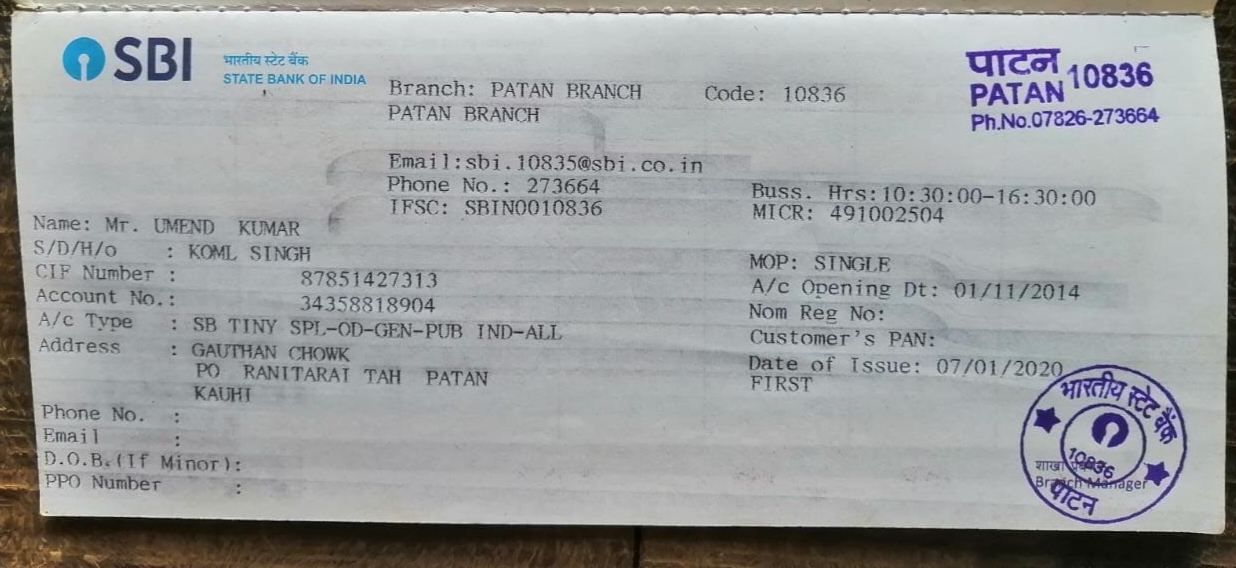 SBI
भारतीय स्टेट बैंक
STATE BANK OF INDIA
Branch: PATAN BRANCH Code: 10836
PATAN BRANCH
पाटन 10836
PATAN
Ph.No.07826-273664
Email:sbi.10835@sbi.co.in
Phone No.: 273664 Buss. Hrs:10:30:00-16:30:00
IFSC: SBIN0010836 MICR: 491002504
Name: Mr. UMEND KUMAR
S/D/H/o : KOML SINGH MOP: SINGLE
CIF Number : 87851427313 A/c Opening Dt: 01/11/2014
Account No.: 34358818904 Nom Reg No:
A/c Type : SB TINY SPL-OD-GEN-PUB IND-ALL Customer's PAN:
Address : GAUTHAN CHOWK Date of Issue: 07/01/2020
PO RANITARAI TAH PATAN FIRST
KAUHI
Phone No. :
Email :
D.O.B.(If Minor):
PPO Number :
भारतीय स्टेट बैंक
10836
शाखा
Branch Manager
पाटन